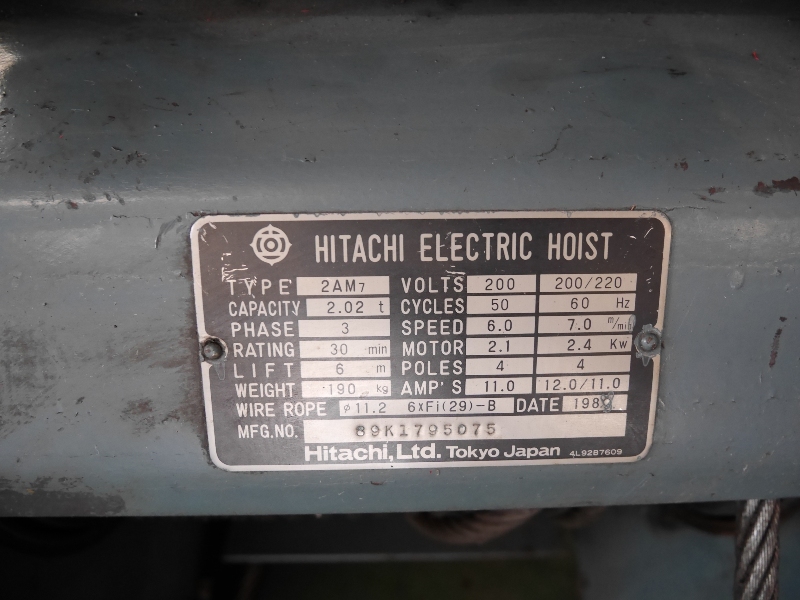 HITACHI ELECTRIC HOIST
TYPE 2AM7 VOLTS 200 200/220
CAPACITY 2.02 t CYCLES 50 60 Hz
PHASE 3 SPEED 6.0 7.0 m/min
RATING 30 min MOTOR 2.1 2.4 Kw
LIFT 6 m POLES 4 4
WEIGHT 190 kg AMP'S 11.0 12.0/11.0
WIRE ROPE φ11.2 6XFi(29)-B DATE
MFG.NO. 89K1795075
Hitachi,Ltd. Tokyo Japan 4L9287609